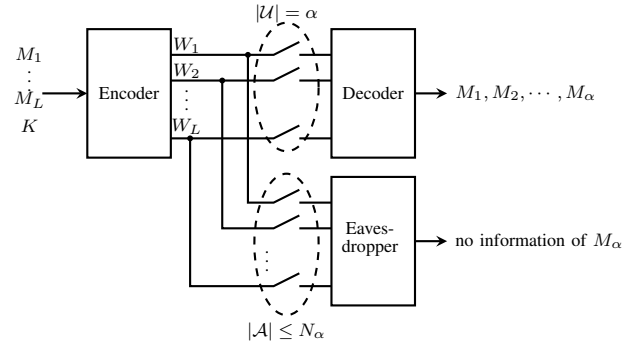 |𝒰| = α
M₁
⋮
M_L
K
Encoder
W₁
W₂
⋮
W_L
Decoder
M₁, M₂, ⋯, M_α
Eaves-
dropper
⋮
no information of M_α
|𝒜| ≤ N_α